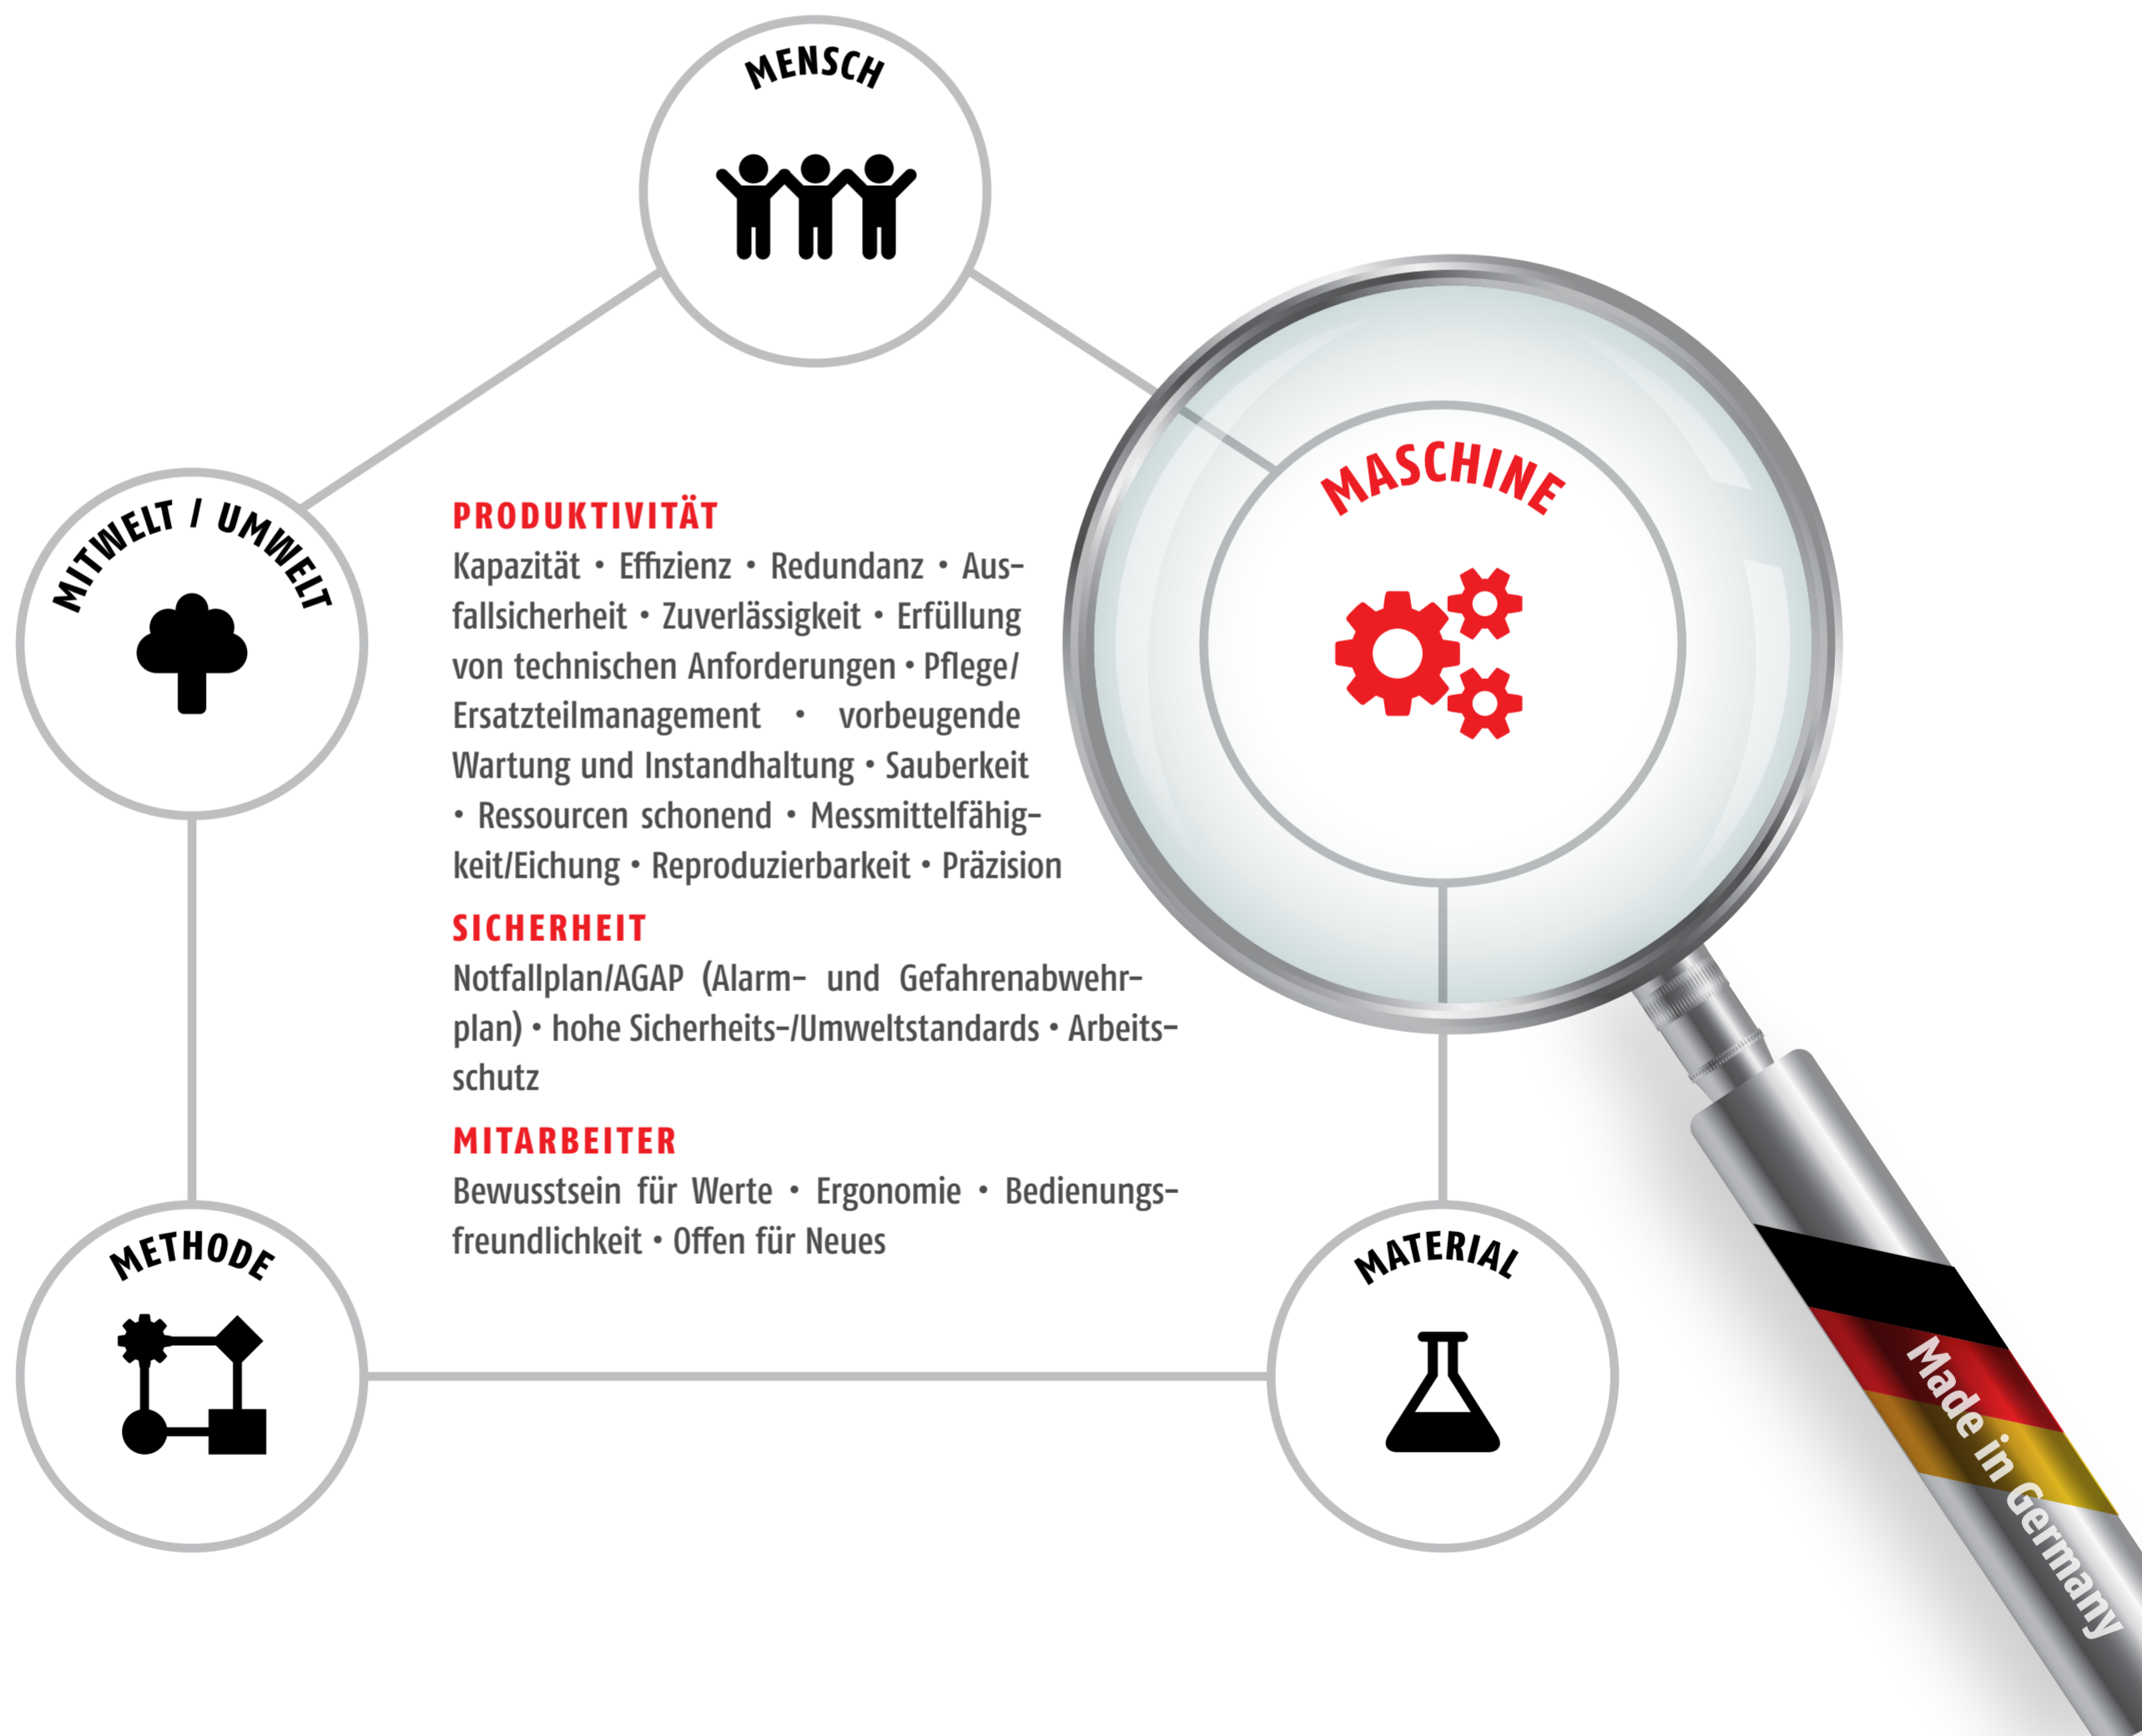 MENSCH
MASCHINE
MITWELT / UMWELT
PRODUKTIVITÄT
Kapazität • Effizienz • Redundanz • Aus-
fallsicherheit • Zuverlässigkeit • Erfüllung
von technischen Anforderungen • Pflege/
Ersatzteilmanagement • vorbeugende
Wartung und Instandhaltung • Sauberkeit
• Ressourcen schonend • Messmittelfähig-
keit/Eichung • Reproduzierbarkeit • Präzision
SICHERHEIT
Notfallplan/AGAP (Alarm- und Gefahrenabwehr-
plan) • hohe Sicherheits-/Umweltstandards • Arbeits-
schutz
MITARBEITER
Bewusstsein für Werte • Ergonomie • Bedienungs-
freundlichkeit • Offen für Neues
METHODE
MATERIAL
Made in Germany